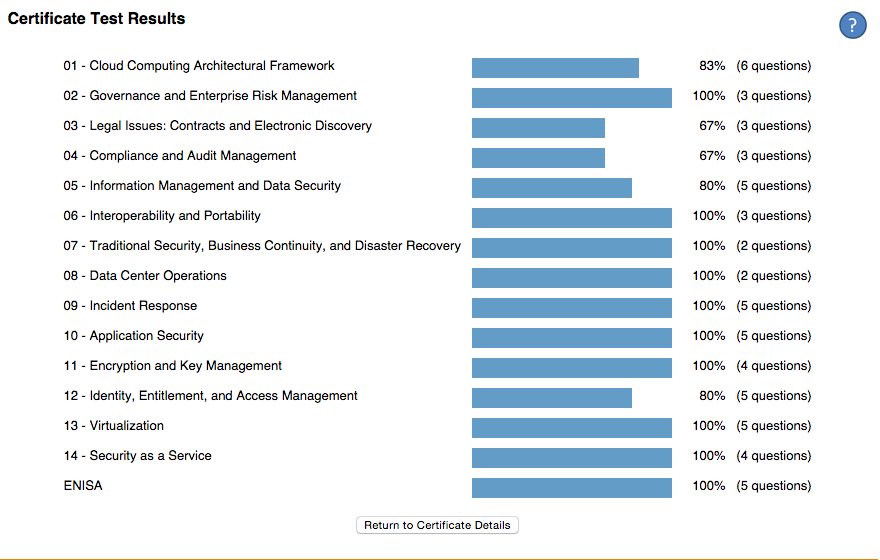 Certificate Test Results
?
01 - Cloud Computing Architectural Framework 83% (6 questions)
02 - Governance and Enterprise Risk Management 100% (3 questions)
03 - Legal Issues: Contracts and Electronic Discovery 67% (3 questions)
04 - Compliance and Audit Management 67% (3 questions)
05 - Information Management and Data Security 80% (5 questions)
06 - Interoperability and Portability 100% (3 questions)
07 - Traditional Security, Business Continuity, and Disaster Recovery 100% (2 questions)
08 - Data Center Operations 100% (2 questions)
09 - Incident Response 100% (5 questions)
10 - Application Security 100% (5 questions)
11 - Encryption and Key Management 100% (4 questions)
12 - Identity, Entitlement, and Access Management 80% (5 questions)
13 - Virtualization 100% (5 questions)
14 - Security as a Service 100% (4 questions)
ENISA 100% (5 questions)
Return to Certificate Details